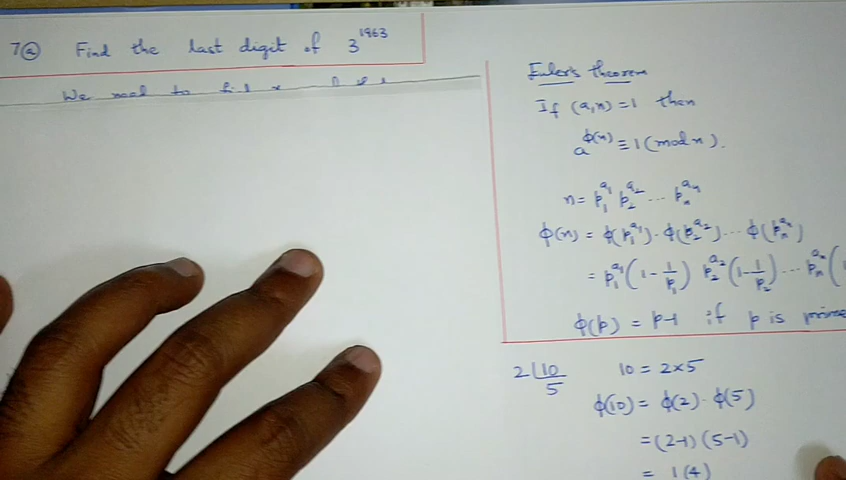 7ⓐ Find the last digit of 3^1963
We need to
Euler's theorem
If (a,n)=1 then
a^ϕ(n) ≡ 1 (mod n).
n = p₁^a₁ p₂^a₂ ... pₙ^aₙ
ϕ(n) = ϕ(p₁^a₁) · ϕ(p₂^a₂) ... ϕ(pₙ^aₙ)
= p₁^a₁ (1 - 1/p₁) p₂^a₂ (1 - 1/p₂) ... pₙ^aₙ (
ϕ(p) = p-1 if p is prime
2 | 10
5
10 = 2×5
ϕ(10) = ϕ(2) · ϕ(5)
= (2-1) (5-1)
= 1(4)